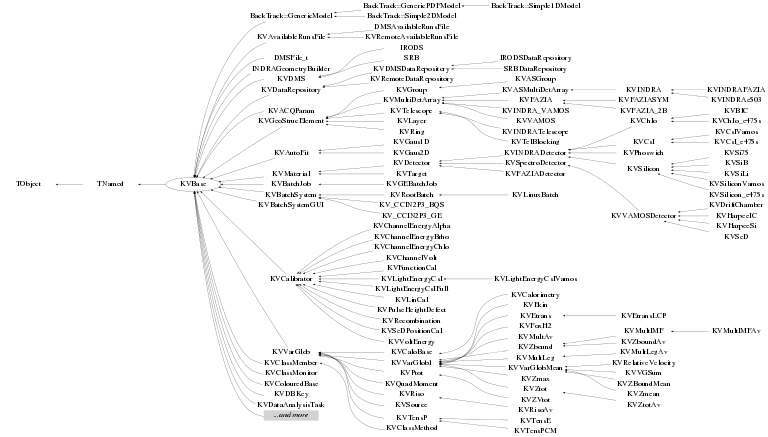 BackTrack::GenericPDFModel BackTrack::Simple1DModel
BackTrack::GenericModel BackTrack::Simple2DModel
DMSAvailableRunsFile
KVAvailableRunsFile KVRemoteAvailableRunsFile
IRODS
DMSFile_t SRB IRODSDataRepository
INDRAGeometryBuilder KVDMSDataRepository SRBDataRepository
KVDMS KVRemoteDataRepository KVASGroup
KVDataRepository KVGroup KVASMultiDetArray KVINDRA KVINDRAFAZIA
KVMultiDetArray KVFAZIA KVFAZIASYM KVINDRAe503
KVACQParam KVTelescope KVINDRA_VAMOS KVFAZIA_2B KVBIC
KVGeoStrucElement KVLayer KVVAMOS KVChIo KVChIo_e475s
KVRing KVINDRATelescope KVCsIVamos
KVGaus1D KVTelBlocking KVCsI KVCsI_e475s
KVAutoFit KVGaus2D KVINDRADetector KVPhoswich KVSi75
KVDetector KVSpectroDetector KVSiB
KVMaterial KVTarget KVFAZIADetector KVSilicon KVSiLi
TObject TNamed KVBase KVBatchJob KVGEBatchJob KVSiliconVamos
KVBatchSystem KVRootBatch KVLinuxBatch KVSilicon_e475s
KVBatchSystemGUI KV_CCIN2P3_BQS KVDriftChamber
KV_CCIN2P3_GE KVVAMOSDetector KVHarpeeIC
KVChannelEnergyAlpha KVHarpeeSi
KVChannelEnergyBrho KVSeD
KVChannelEnergyChIo
KVChannelVolt
KVFunctionCal
KVCalibrator KVLightEnergyCsI KVLightEnergyCsIVamos
KVLightEnergyCsIFull
KVLinCal KVCalorimetry
KVPulseHeightDefect KVEkin
KVRecombination KVEtrans KVEtransLCP
KVSeDPositionCal KVFoxH2
KVVoltEnergy KVMultAv KVMultIMF KVMultIMFAv
KVVarGlob KVCaloBase KVZbound KVZboundAv
KVClassMember KVVarGlob1 KVMultLeg KVMultLegAv
KVClassMonitor KVPtot KVVarGlobMean KVRelativeVelocity
KVColouredBase KVQuadMoment KVZmax KVVGSum
KVDBKey KVRiso KVZtot KVZBoundMean
KVDataAnalysisTask KVSource KVZVtot KVZmean
...and more KVTensP KVRisoAv KVZtotAv
KVClassMethod KVTensE
KVTensPCM